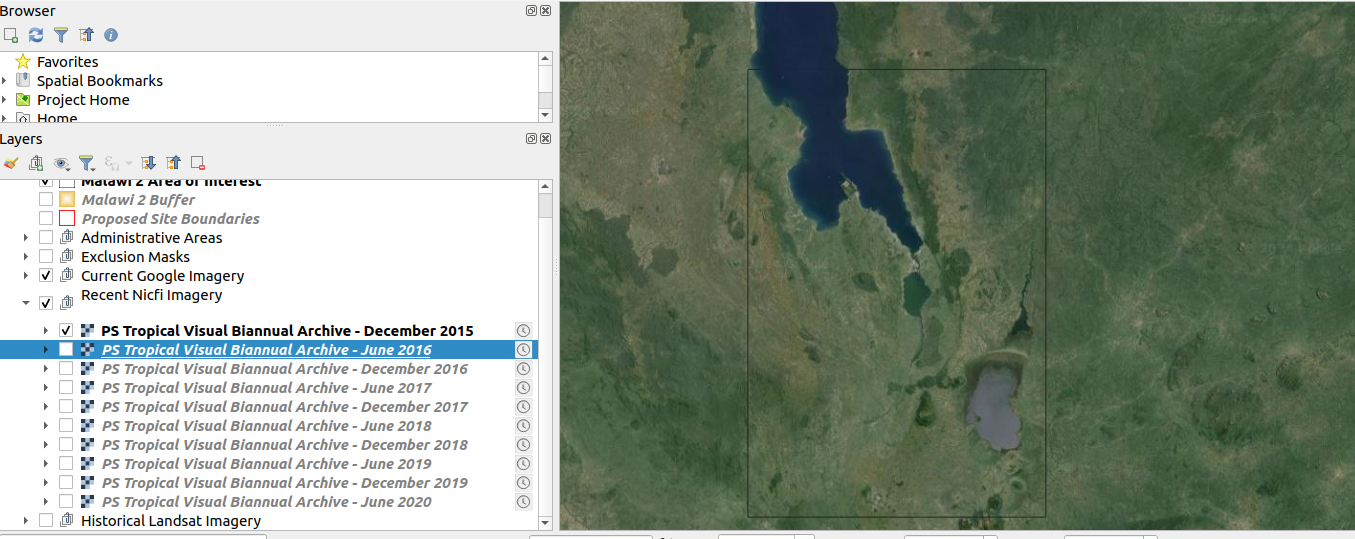 Browser
Favorites
Spatial Bookmarks
Project Home
Home
Layers
Malawi 2 Area of Interest
Malawi 2 Buffer
Proposed Site Boundaries
Administrative Areas
Exclusion Masks
Current Google Imagery
Recent Nicfi Imagery
PS Tropical Visual Biannual Archive - December 2015
PS Tropical Visual Biannual Archive - June 2016
PS Tropical Visual Biannual Archive - December 2016
PS Tropical Visual Biannual Archive - June 2017
PS Tropical Visual Biannual Archive - December 2017
PS Tropical Visual Biannual Archive - June 2018
PS Tropical Visual Biannual Archive - December 2018
PS Tropical Visual Biannual Archive - June 2019
PS Tropical Visual Biannual Archive - December 2019
PS Tropical Visual Biannual Archive - June 2020
Historical Landsat Imagery